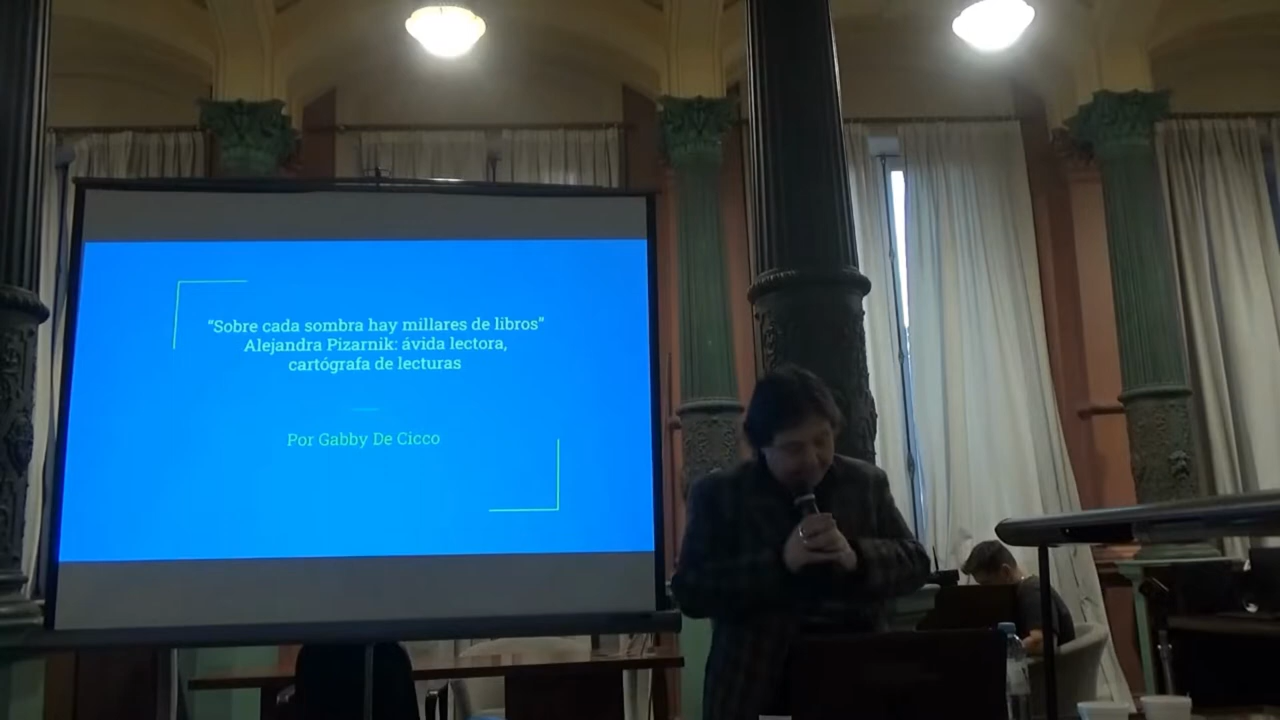 “Sobre cada sombra hay millares de libros”
Alejandra Pizarnik: ávida lectora,
cartógrafa de lecturas
Por Gabby De Cicco